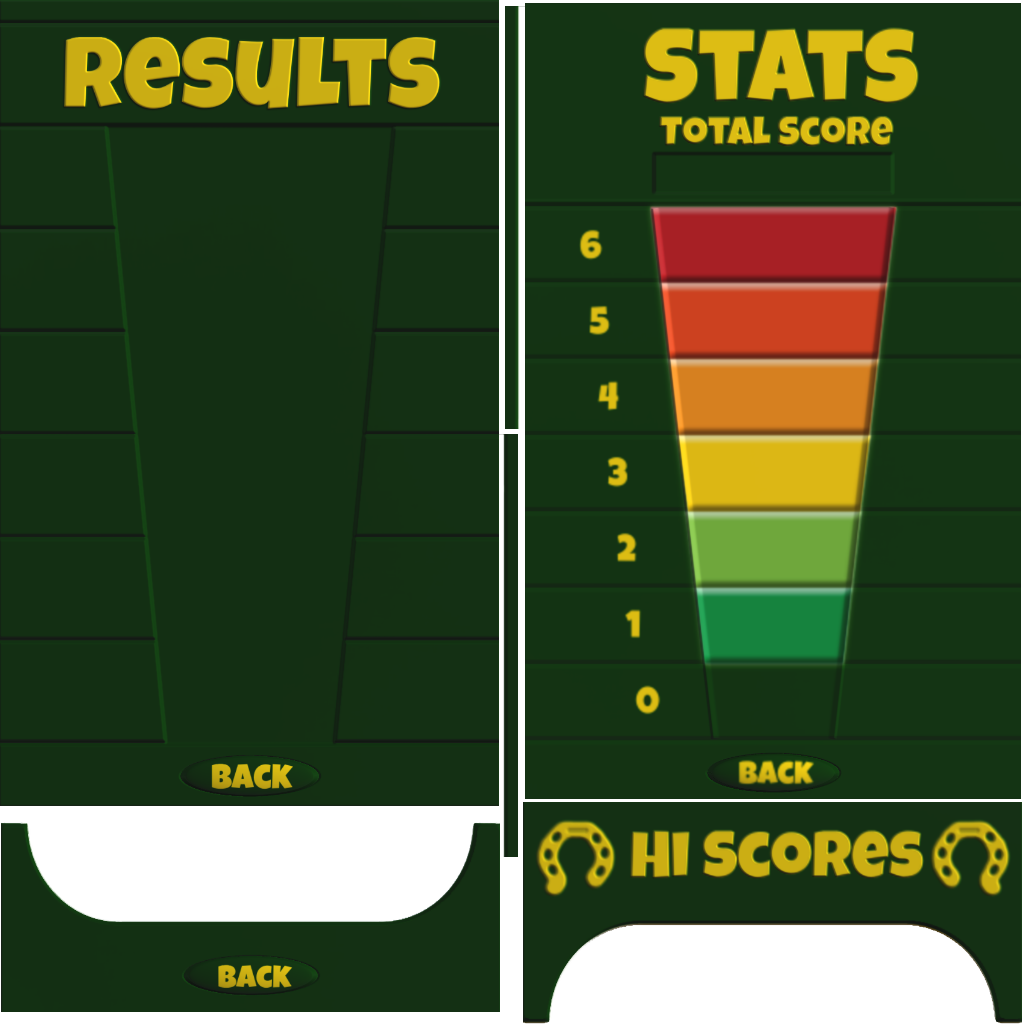 Results
BACK
STATS
TOTAL SCORe
6
5
4
3
2
1
0
BACK
BACK
HI SCOReS